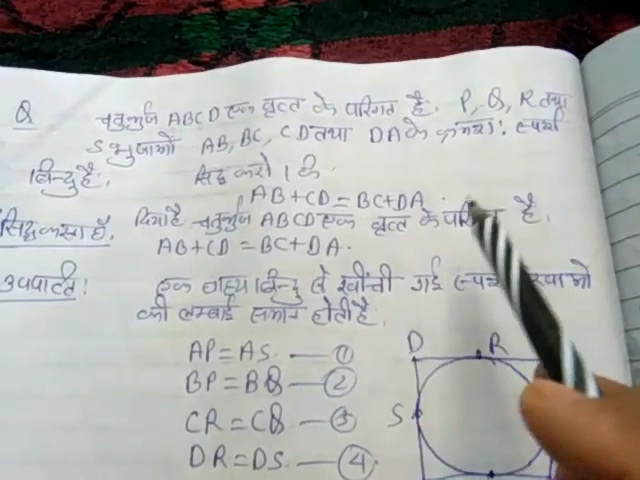 Q चतुर्भुज ABCD एक वृत्त के परिगत है. P, Q, R तथा
S भुजाओं AB, BC, CD तथा DA के क्रमशः स्पर्श
बिन्दु है, सिद्ध करो कि
AB+CD=BC+DA.
सिद्ध करना है, दिया है चतुर्भुज ABCD एक वृत्त के परिगत है.
AB+CD=BC+DA.
उपपत्ति! एक बाह्य बिन्दु से खींची गई स्पर्श रेखाओ
की लम्बाई समान होती है.
AP=AS. —①
BP=BQ —②
CR=CQ —③
DR=DS. —④
D R
S